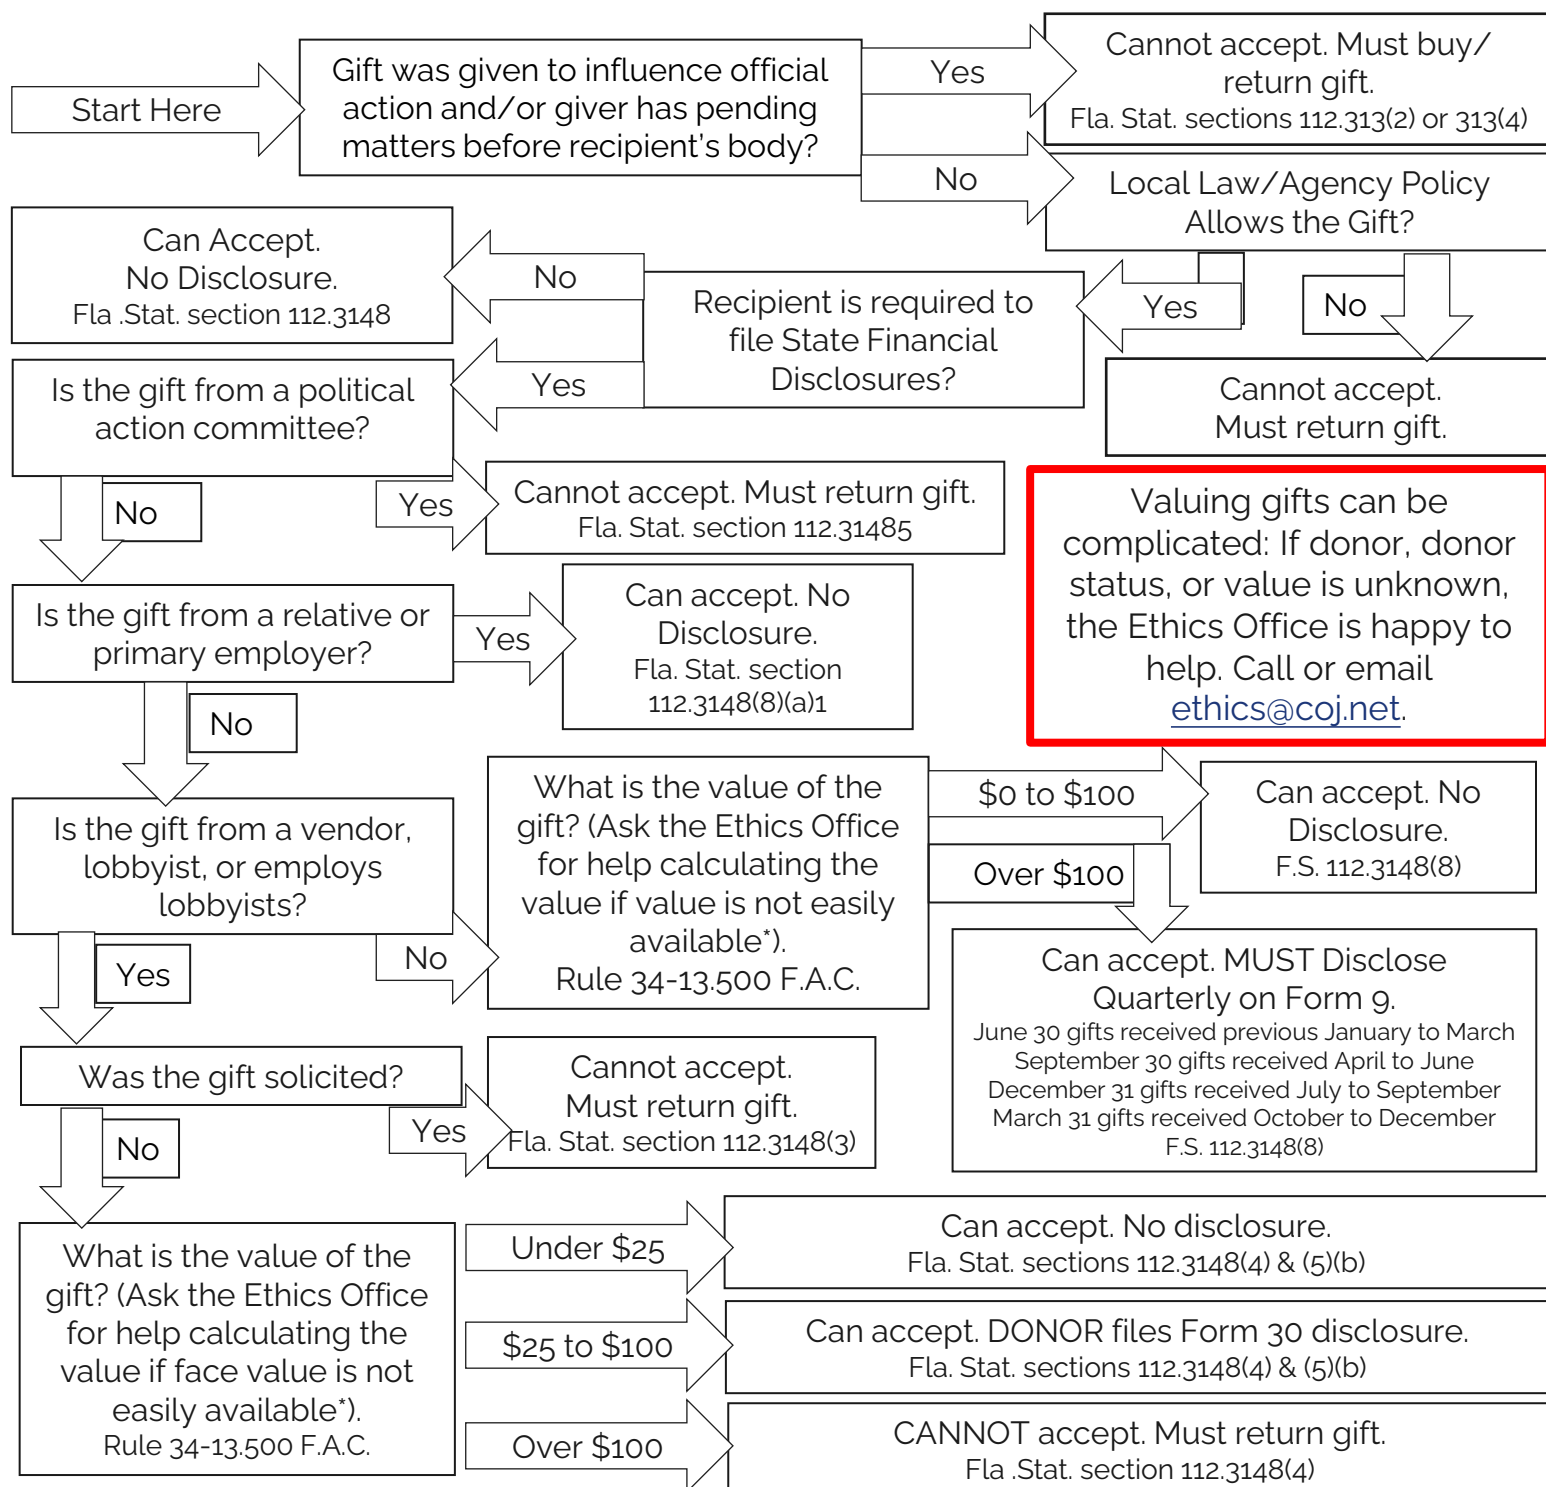 Start Here
Gift was given to influence official
action and/or giver has pending
matters before recipient's body?
Yes
Cannot accept. Must buy/
return gift.
Fla. Stat. sections 112.313(2) or 313(4)
No
Local Law/Agency Policy
Allows the Gift?
Yes
No
Cannot accept.
Must return gift.
Recipient is required to
file State Financial
Disclosures?
No
Can Accept.
No Disclosure.
Fla .Stat. section 112.3148
Yes
Is the gift from a political
action committee?
Yes
Cannot accept. Must return gift.
Fla. Stat. section 112.31485
No
Valuing gifts can be
complicated: If donor, donor
status, or value is unknown,
the Ethics Office is happy to
help. Call or email
ethics@coj.net.
Is the gift from a relative or
primary employer?
Yes
Can accept. No
Disclosure.
Fla. Stat. section
112.3148(8)(a)1
No
Is the gift from a vendor,
lobbyist, or employs
lobbyists?
No
What is the value of the
gift? (Ask the Ethics Office
for help calculating the
value if value is not easily
available*).
Rule 34-13.500 F.A.C.
$0 to $100
Can accept. No
Disclosure.
F.S. 112.3148(8)
Over $100
Can accept. MUST Disclose
Quarterly on Form 9.
June 30 gifts received previous January to March
September 30 gifts received April to June
December 31 gifts received July to September
March 31 gifts received October to December
F.S. 112.3148(8)
Yes
Was the gift solicited?
Yes
Cannot accept.
Must return gift.
Fla. Stat. section 112.3148(3)
No
What is the value of the
gift? (Ask the Ethics Office
for help calculating the
value if face value is not
easily available*).
Rule 34-13.500 F.A.C.
Under $25
Can accept. No disclosure.
Fla. Stat. sections 112.3148(4) & (5)(b)
$25 to $100
Can accept. DONOR files Form 30 disclosure.
Fla. Stat. sections 112.3148(4) & (5)(b)
Over $100
CANNOT accept. Must return gift.
Fla .Stat. section 112.3148(4)